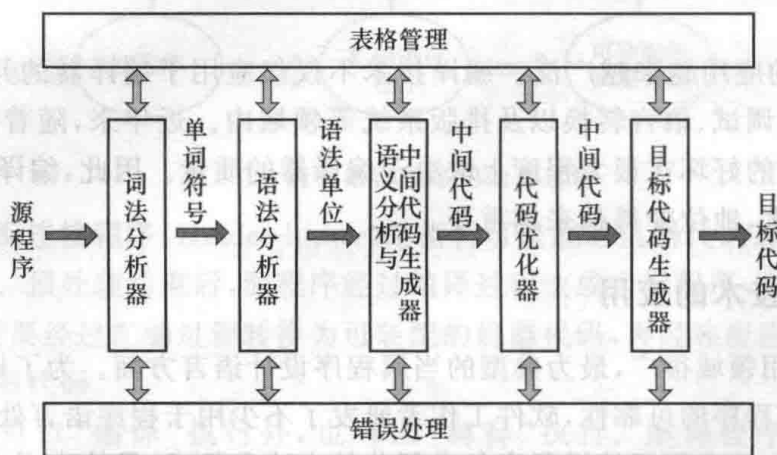 表格管理
源程序
词法分析器
单词符号
语法分析器
语法单位
语义分析与
中间代码生成器
中间代码
代码优化器
中间代码
目标代码生成器
目标代码
错误处理